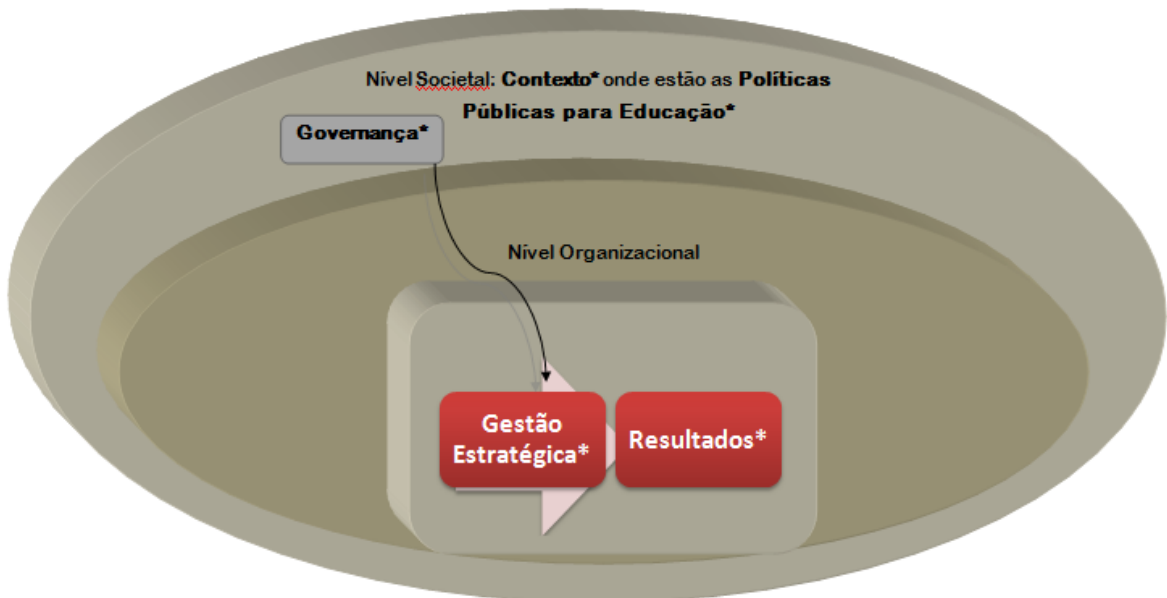 Nível Societal: Contexto* onde estão as Políticas
Públicas para Educação*
Governança*
Nível Organizacional
Gestão
Estratégica*
Resultados*